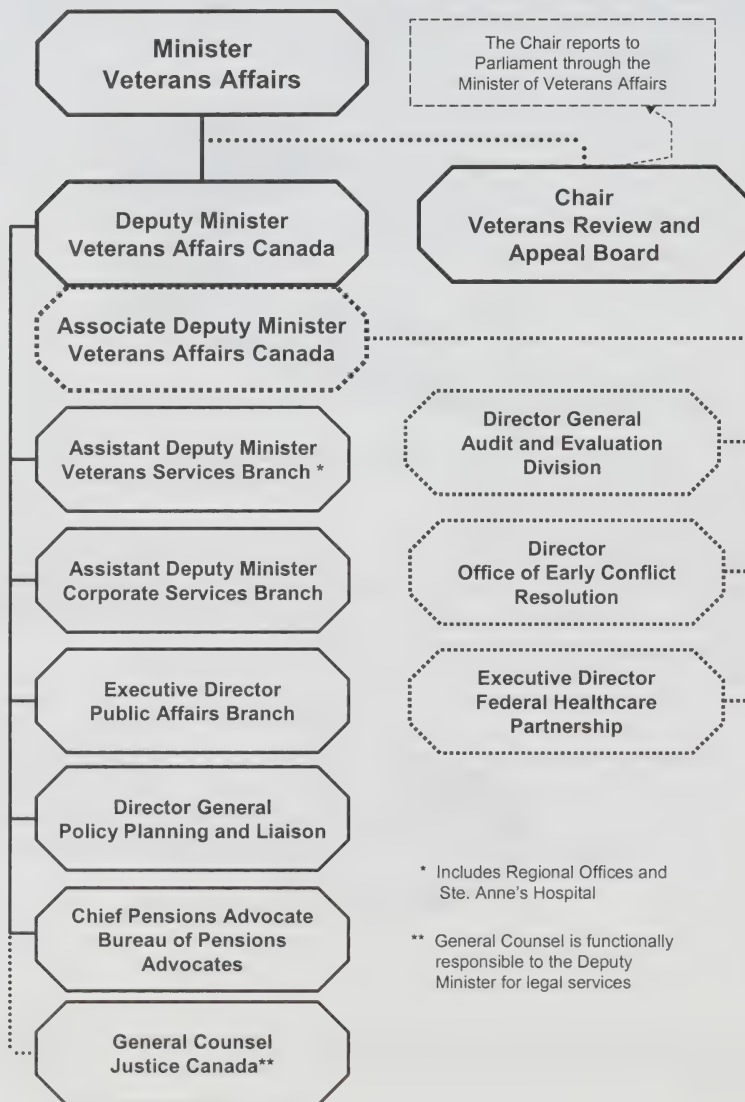 Minister
Veterans Affairs
The Chair reports to
Parliament through the
Minister of Veterans Affairs
Deputy Minister
Veterans Affairs Canada
Chair
Veterans Review and
Appeal Board
Associate Deputy Minister
Veterans Affairs Canada
Assistant Deputy Minister
Veterans Services Branch *
Director General
Audit and Evaluation
Division
Assistant Deputy Minister
Corporate Services Branch
Director
Office of Early Conflict
Resolution
Executive Director
Public Affairs Branch
Executive Director
Federal Healthcare
Partnership
Director General
Policy Planning and Liaison
Chief Pensions Advocate
Bureau of Pensions
Advocates
General Counsel
Justice Canada**
* Includes Regional Offices and
Ste. Anne's Hospital
** General Counsel is functionally
responsible to the Deputy
Minister for legal services